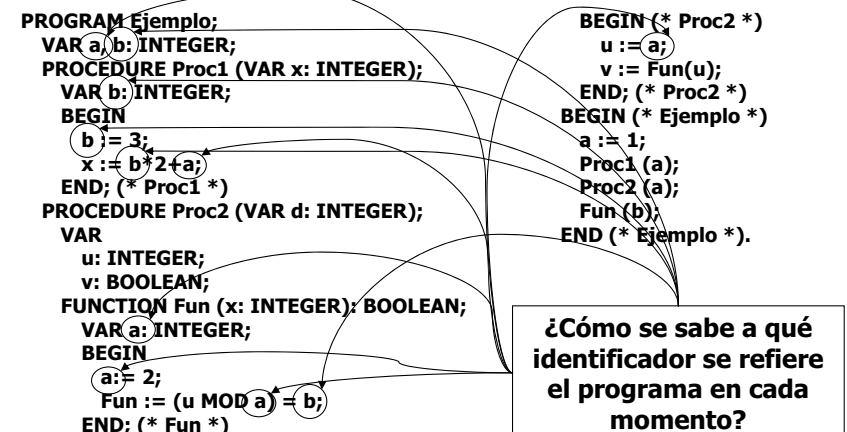 PROGRAM Ejemplo;
VAR a, b: INTEGER;
PROCEDURE Proc1 (VAR x: INTEGER);
VAR b: INTEGER;
BEGIN
b := 3;
x := b*2+a;
END; (* Proc1 *)
PROCEDURE Proc2 (VAR d: INTEGER);
VAR
u: INTEGER;
v: BOOLEAN;
FUNCTION Fun (x: INTEGER): BOOLEAN;
VAR a: INTEGER;
BEGIN
a:= 2;
Fun := (u MOD a) = b;
END; (* Fun *)
BEGIN (* Proc2 *)
u := a;
v := Fun(u);
END; (* Proc2 *)
BEGIN (* Ejemplo *)
a := 1;
Proc1 (a);
Proc2 (a);
Fun (b);
END (* Ejemplo *).
¿Cómo se sabe a qué
identificador se refiere
el programa en cada
momento?